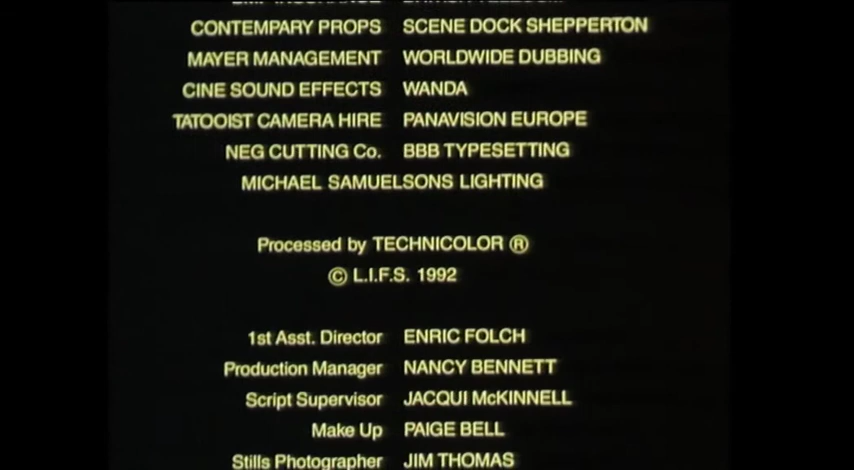 CONTEMPARY PROPS SCENE DOCK SHEPPERTON
MAYER MANAGEMENT WORLDWIDE DUBBING
CINE SOUND EFFECTS WANDA
TATOOIST CAMERA HIRE PANAVISION EUROPE
NEG CUTTING Co. BBB TYPESETTING
MICHAEL SAMUELSONS LIGHTING
Processed by TECHNICOLOR ®
© L.I.F.S. 1992
1st Asst. Director ENRIC FOLCH
Production Manager NANCY BENNETT
Script Supervisor JACQUI McKINNELL
Make Up PAIGE BELL
Stills Photographer JIM THOMAS